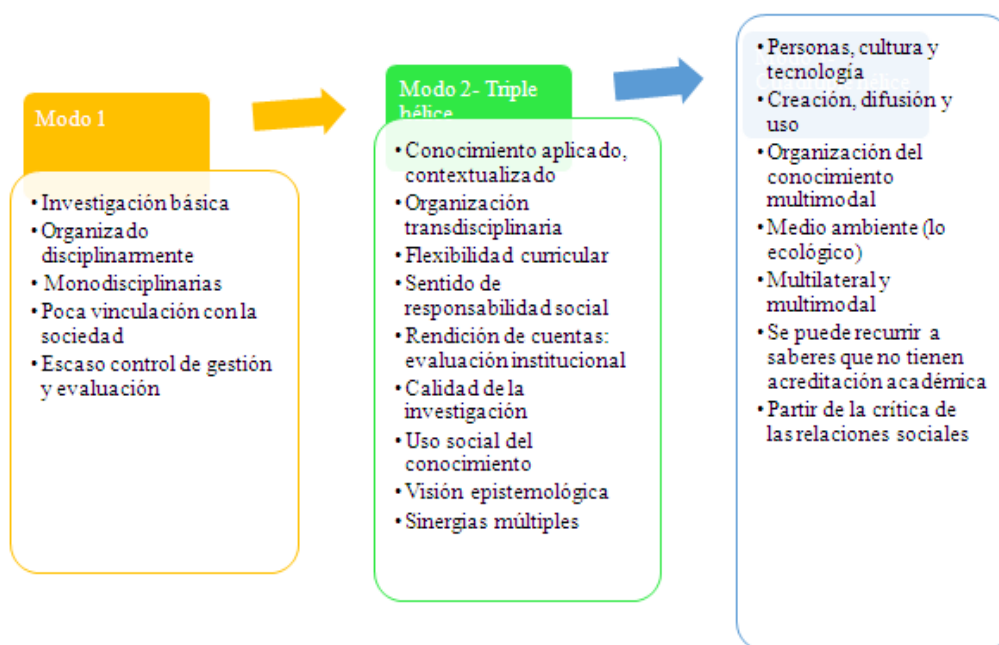 Modo 1
• Investigación básica
• Organizado
disciplinarmente
• Monodisciplinarias
• Poca vinculación con la
sociedad
• Escaso control de gestión
y evaluación
Modo 2- Triple
hélice
• Conocimiento aplicado,
contextualizado
• Organización
transdisciplinaria
• Flexibilidad curricular
• Sentido de
responsabilidad social
• Rendición de cuentas:
evaluación institucional
• Calidad de la
investigación
• Uso social del
conocimiento
• Visión epistemológica
• Sinergias múltiples
• Personas, cultura y
tecnología
• Creación, difusión y
uso
• Organización del
conocimiento
multimodal
• Medio ambiente (lo
ecológico)
• Multilateral y
multimodal
• Se puede recurrir a
saberes que no tienen
acreditación académica
• Partir de la crítica de
las relaciones sociales